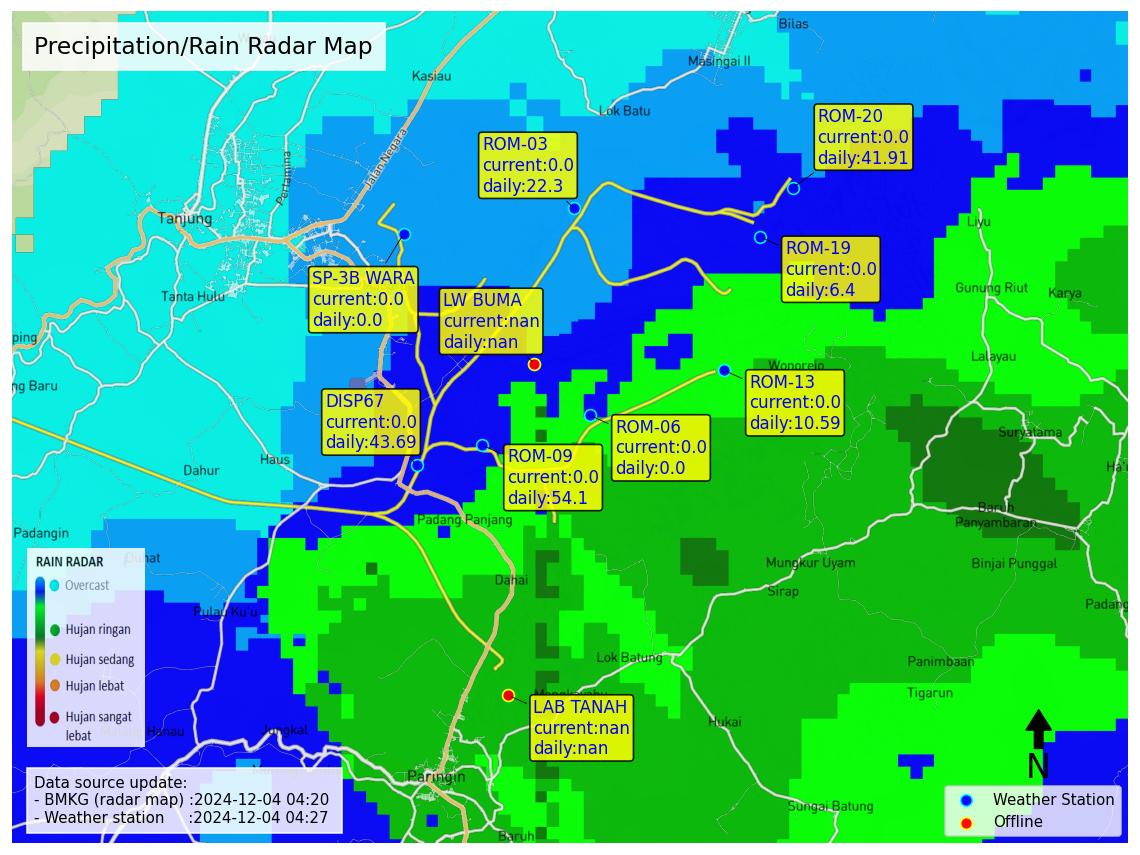 Precipitation/Rain Radar Map
Bilas
Masingai II
Kasiau
Lok Batu
Jalan Negara
Pertamina
ROM-20
current:0.0
daily:41.91
ROM-03
current:0.0
daily:22.3
Tanjung
Liyu
ROM-19
current:0.0
daily:6.4
SP-3B WARA
current:0.0
daily:0.0
Tanta Hulu
LW BUMA
current:nan
daily:nan
Gunung Riut
Karya
ping
Lalayau
Wonorejo
ng Baru
ROM-13
current:0.0
daily:10.59
DISP67
current:0.0
daily:43.69
ROM-06
current:0.0
daily:0.0
Suryatama
Haus
Dahur
ROM-09
current:0.0
daily:54.1
Ha'u
Baruh
Panyambaran
Padangin
Padang Panjang
Mungkur Uyam
Binjai Punggal
Dahai
Sirap
Padang
Pulau Ku'u
RAIN RADAR
Overcast
Hujan ringan
Hujan sedang
Hujan lebat
Hujan sangat
lebat
Lok Batung
Panimbaan
Tigarun
LAB TANAH
current:nan
daily:nan
Hukai
Hanau
Jungkal
N
Paringin
Data source update:
- BMKG (radar map) :2024-12-04 04:20
- Weather station :2024-12-04 04:27
Sungai Batung
Weather Station
Offline
Baruh